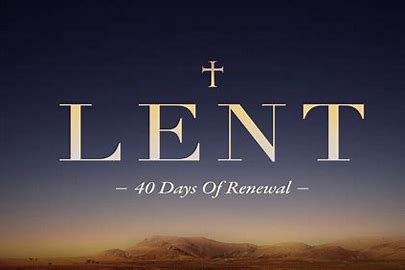 LENT
– 40 Days Of Renewal –